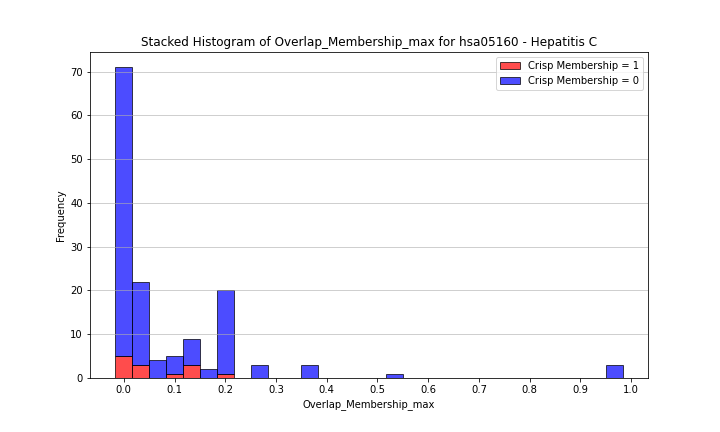 Stacked Histogram of Overlap_Membership_max for hsa05160 - Hepatitis C
Crisp Membership = 1
Crisp Membership = 0
Frequency
70
60
50
40
30
20
10
0
0.0 0.1 0.2 0.3 0.4 0.5 0.6 0.7 0.8 0.9 1.0
Overlap_Membership_max